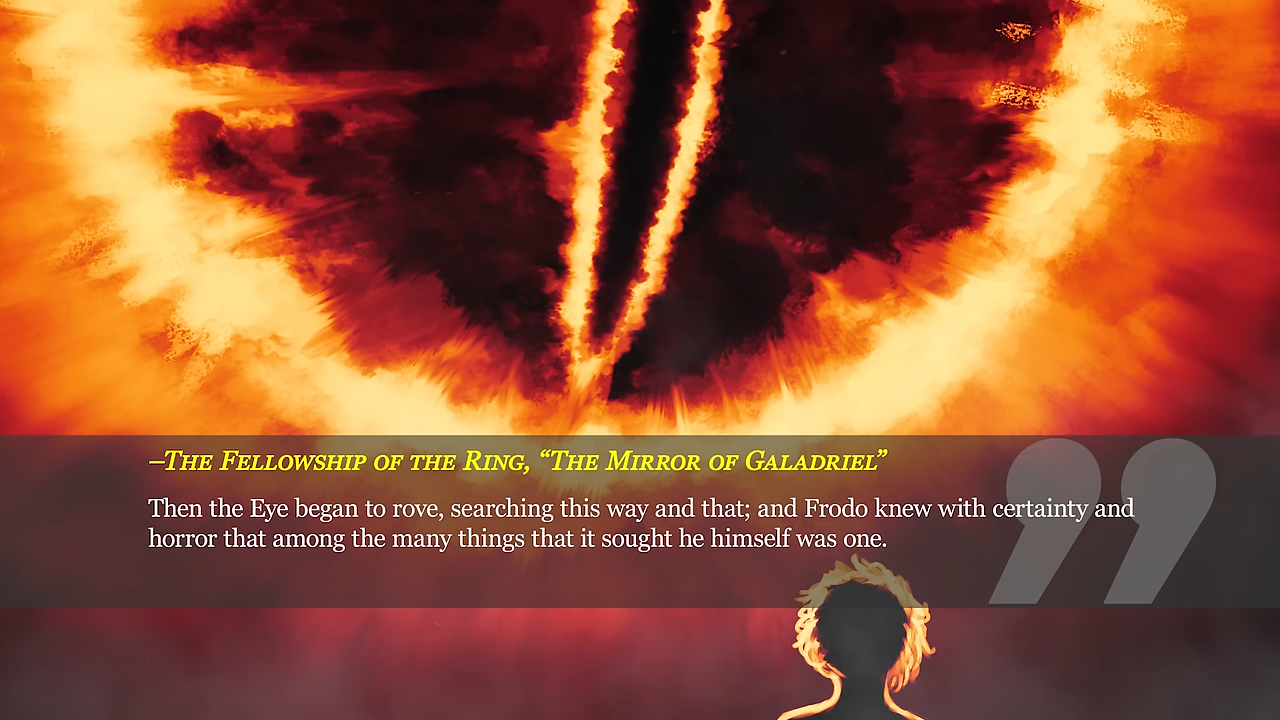 –The Fellowship of the Ring, “The Mirror of Galadriel”
Then the Eye began to rove, searching this way and that; and Frodo knew with certainty and
horror that among the many things that it sought he himself was one.
”